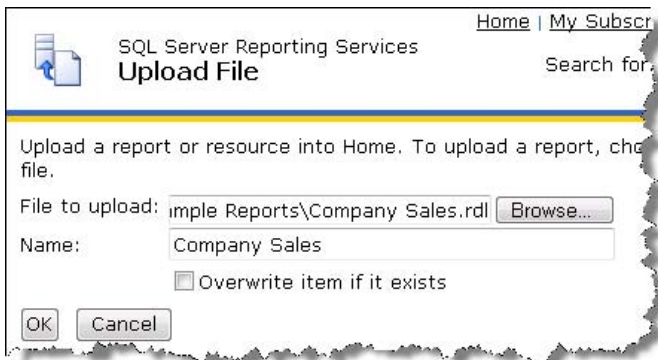 Home | My Subscr
SQL Server Reporting Services
Upload File
Search for
Upload a report or resource into Home. To upload a report, cho
file.
File to upload: mple Reports\Company Sales.rdl Browse...
Name: Company Sales
Overwrite item if it exists
OK Cancel